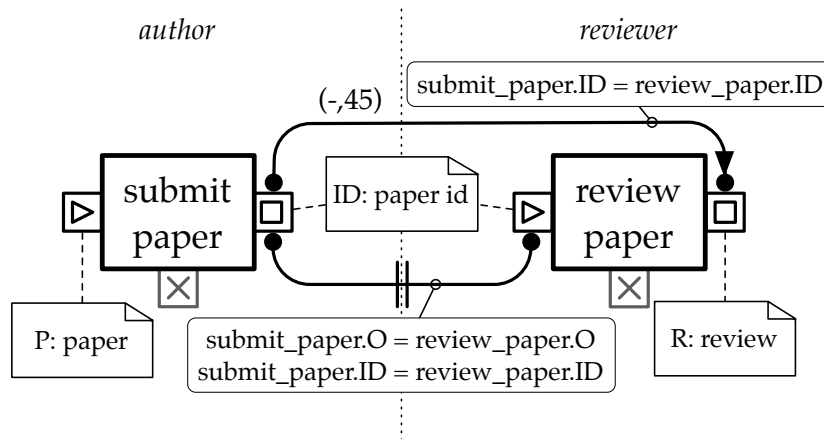 author
reviewer
submit_paper.ID = review_paper.ID
(-,45)
submit
paper
ID: paper id
review
paper
P: paper
submit_paper.O = review_paper.O
submit_paper.ID = review_paper.ID
R: review